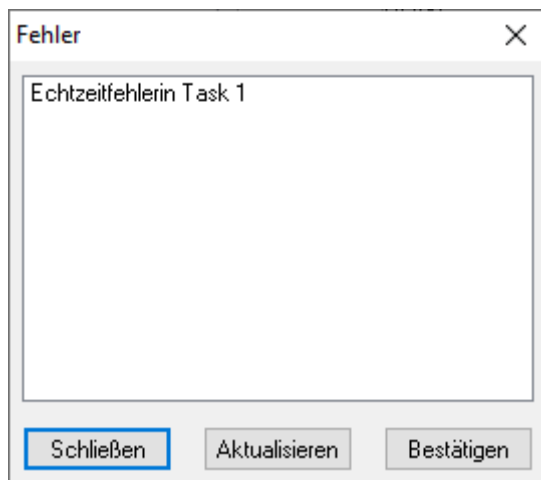 Fehler
Echtzeitfehlerin Task 1
Schließen
Aktualisieren
Bestätigen